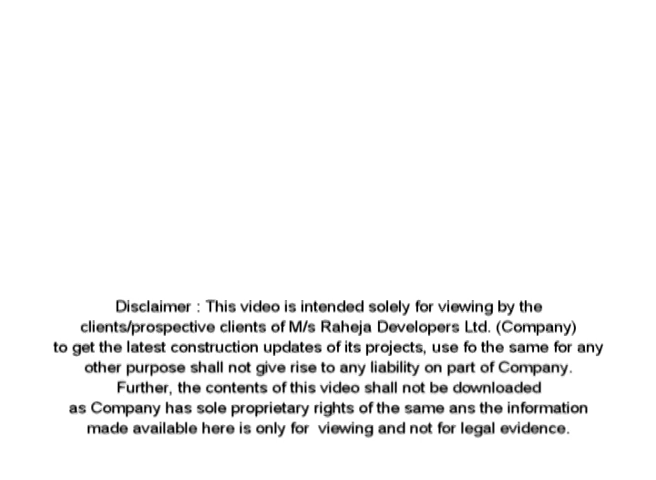 Disclaimer : This video is intended solely for viewing by the
clients/prospective clients of M/s Raheja Developers Ltd. (Company)
to get the latest construction updates of its projects, use fo the same for any
other purpose shall not give rise to any liability on part of Company.
Further, the contents of this video shall not be downloaded
as Company has sole proprietary rights of the same ans the information
made available here is only for  viewing and not for legal evidence.